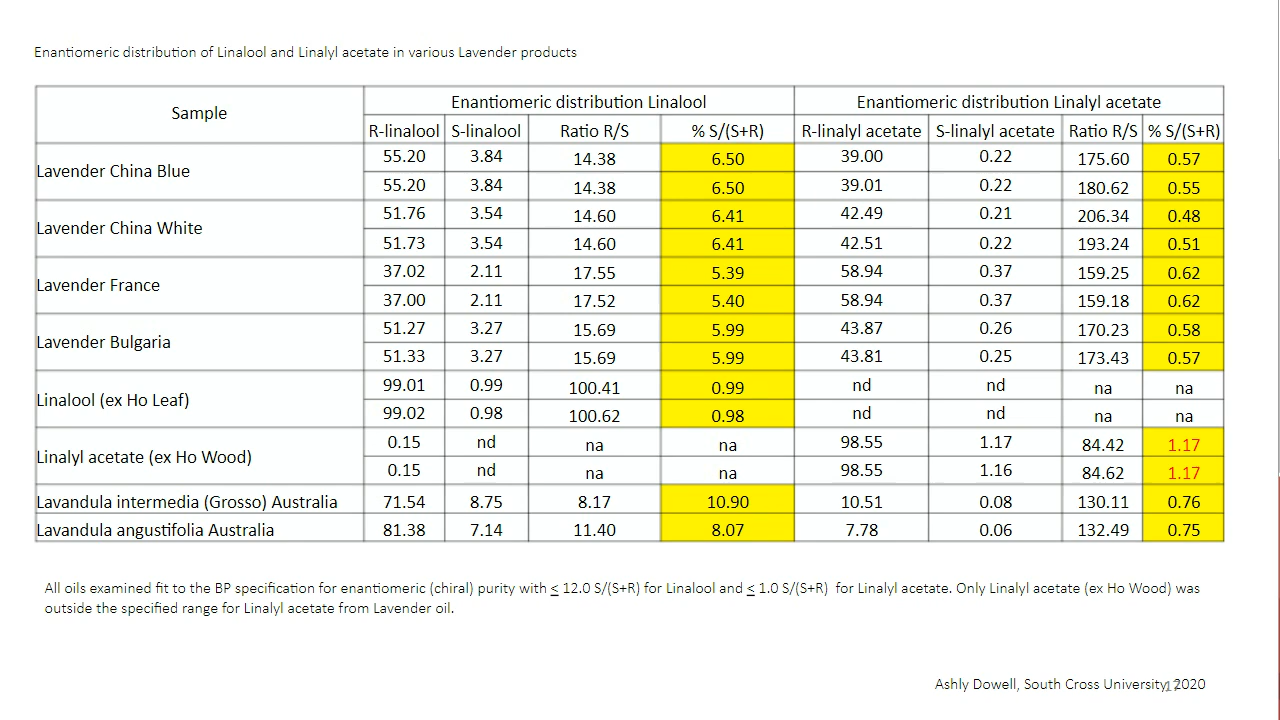 Enantiomeric distribution of Linalool and Linalyl acetate in various Lavender products
Sample Enantiomeric distribution Linalool Enantiomeric distribution Linalyl acetate
R-linalool S-linalool Ratio R/S % S/(S+R) R-linalyl acetate S-linalyl acetate Ratio R/S % S/(S+R)
Lavender China Blue 55.20 3.84 14.38 6.50 39.00 0.22 175.60 0.57
55.20 3.84 14.38 6.50 39.01 0.22 180.62 0.55
Lavender China White 51.76 3.54 14.60 6.41 42.49 0.21 206.34 0.48
51.73 3.54 14.60 6.41 42.51 0.22 193.24 0.51
Lavender France 37.02 2.11 17.55 5.39 58.94 0.37 159.25 0.62
37.00 2.11 17.52 5.40 58.94 0.37 159.18 0.62
Lavender Bulgaria 51.27 3.27 15.69 5.99 43.87 0.26 170.23 0.58
51.33 3.27 15.69 5.99 43.81 0.25 173.43 0.57
Linalool (ex Ho Leaf) 99.01 0.99 100.41 0.99 nd nd na na
99.02 0.98 100.62 0.98 nd nd na na
Linalyl acetate (ex Ho Wood) 0.15 nd na na 98.55 1.17 84.42 1.17
0.15 nd na na 98.55 1.16 84.62 1.17
Lavandula intermedia (Grosso) Australia 71.54 8.75 8.17 10.90 10.51 0.08 130.11 0.76
Lavandula angustifolia Australia 81.38 7.14 11.40 8.07 7.78 0.06 132.49 0.75
All oils examined fit to the BP specification for enantiomeric (chiral) purity with ≤ 12.0 S/(S+R) for Linalool and ≤ 1.0 S/(S+R) for Linalyl acetate. Only Linalyl acetate (ex Ho Wood) was
outside the specified range for Linalyl acetate from Lavender oil.
Ashly Dowell, South Cross University, 2020
17